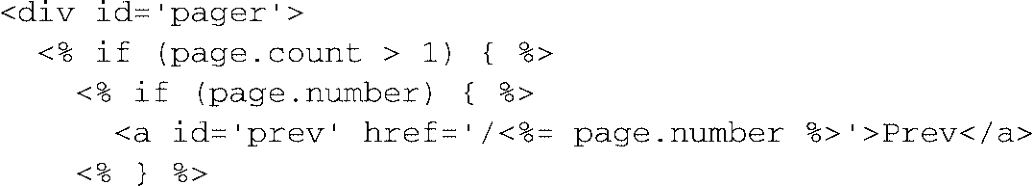 <div id='pager'>
  <% if (page.count > 1) { %>
    <% if (page.number) { %>
      <a id='prev' href='/<%= page.number %>'>Prev</a>
    <% } %>